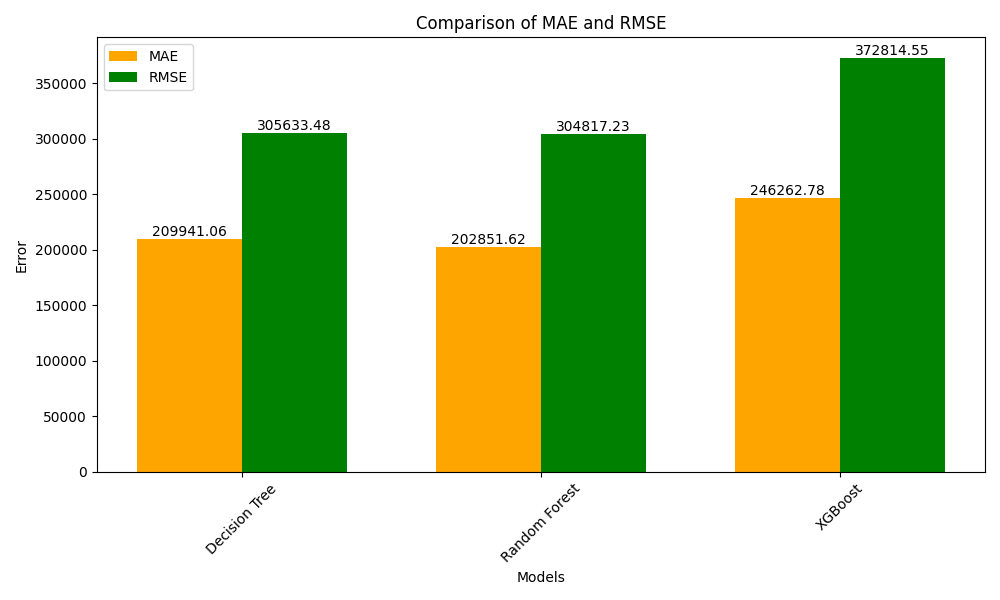 Comparison of MAE and RMSE
MAE
RMSE
372814.55
305633.48
304817.23
246262.78
209941.06
202851.62
Error
350000
300000
250000
200000
150000
100000
50000
0
Decision Tree
Random Forest
XGBoost
Models